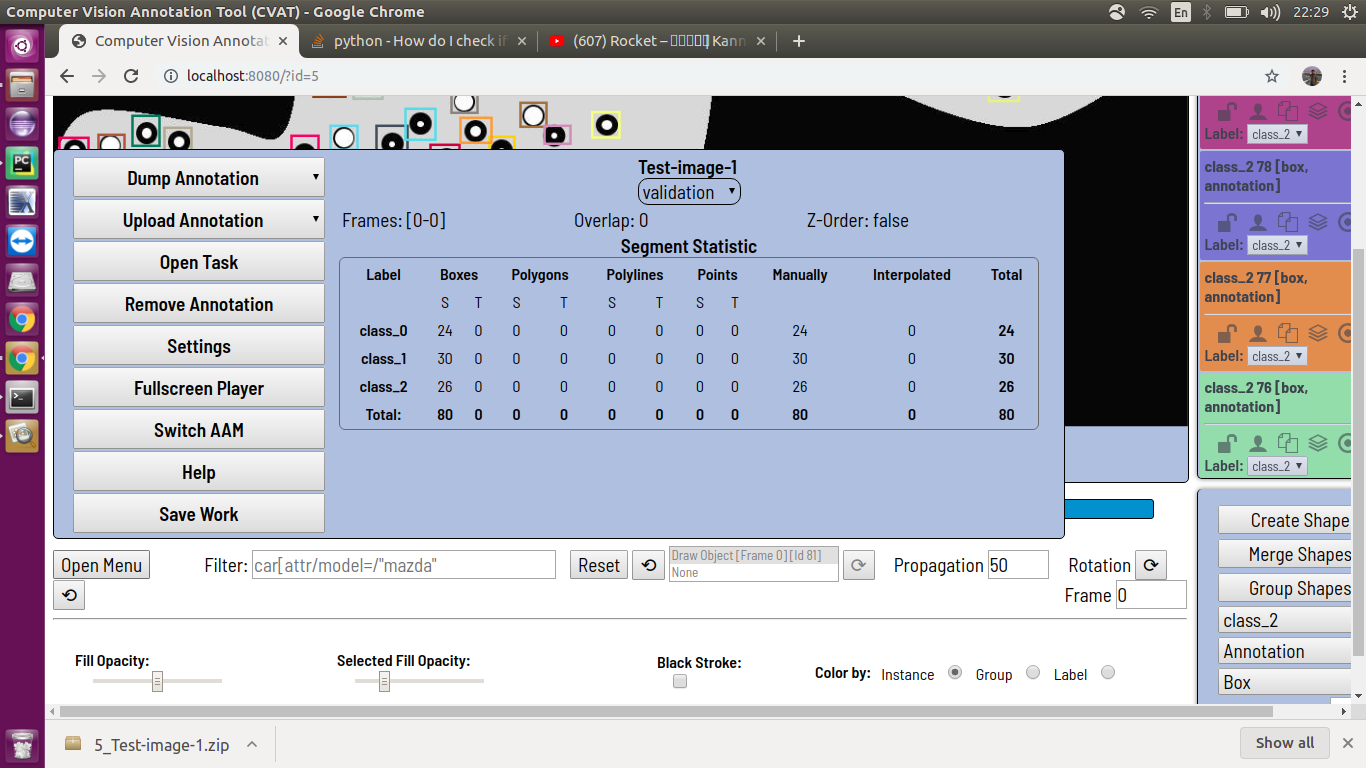 Computer Vision Annotation Tool (CVAT) - Google Chrome
En
22:29
Computer Vision Annotat
python - How do I check if
(607) Rocket –
] Kann
localhost:8080/?id=5
Dump Annotation
Upload Annotation
Open Task
Remove Annotation
Settings
Fullscreen Player
Switch AAM
Help
Save Work
Test-image-1
validation
Frames: [0-0] Overlap: 0 Z-Order: false
Segment Statistic
Label Boxes Polygons Polylines Points Manually Interpolated Total
S T S T S T S T
class_0 24 0 0 0 0 0 0 0 24 0 24
class_1 30 0 0 0 0 0 0 0 30 0 30
class_2 26 0 0 0 0 0 0 0 26 0 26
Total: 80 0 0 0 0 0 0 0 80 0 80
Label: class_2
class_2 78 [box,
annotation]
Label: class_2
class_2 77 [box,
annotation]
Label: class_2
class_2 76 [box,
annotation]
Label: class_2
Create Shape
Merge Shapes
Group Shapes
class_2
Annotation
Box
Open Menu Filter: car[attr/model=/"mazda" Reset
Draw Object [Frame 0] [Id 81]
None
Propagation 50 Rotation
Frame 0
Fill Opacity: Selected Fill Opacity: Black Stroke: Color by: Instance Group Label
5_Test-image-1.zip
Show all
PC